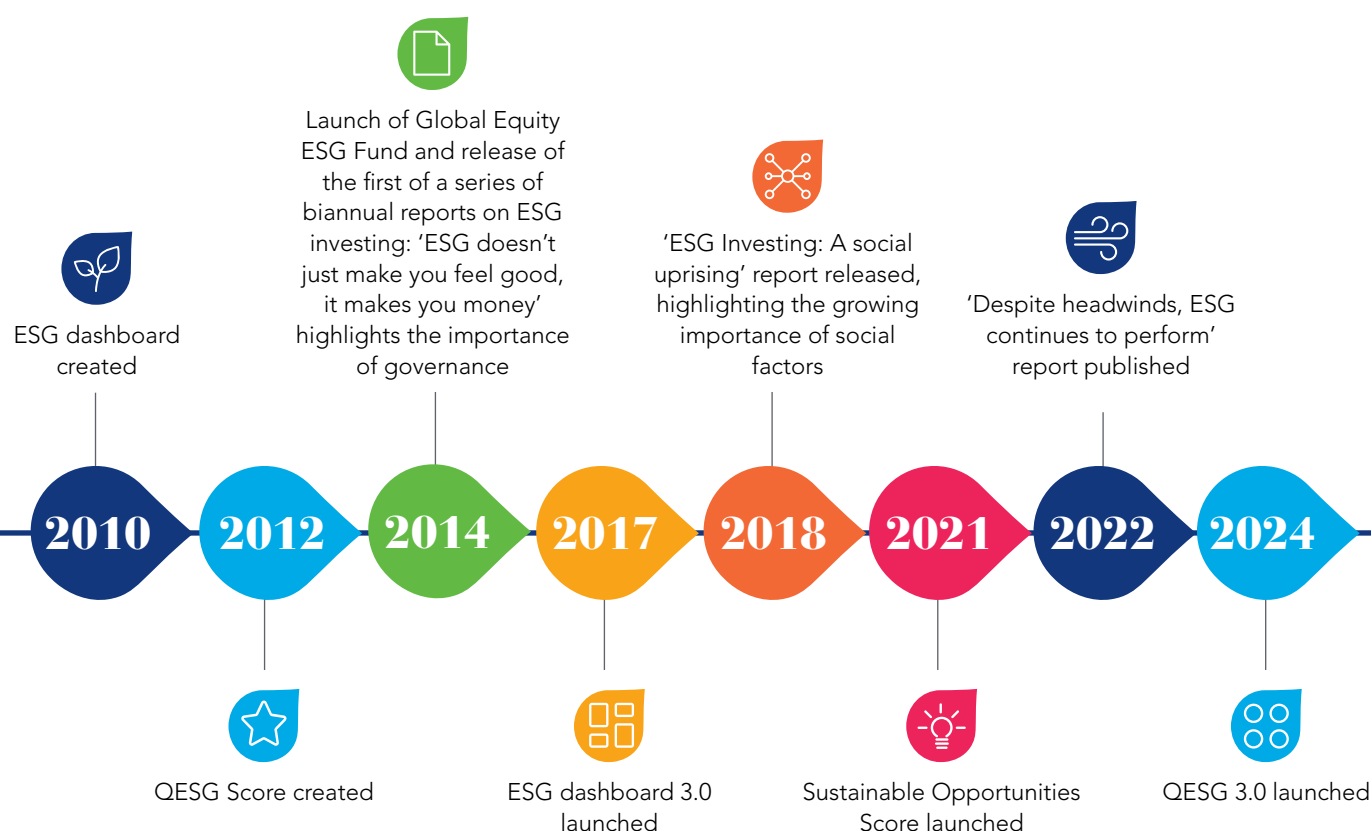 Launch of Global Equity
ESG Fund and release of
the first of a series of
biannual reports on ESG
investing: ‘ESG doesn’t
just make you feel good,
it makes you money’
highlights the importance
of governance
‘ESG Investing: A social
uprising’ report released,
highlighting the growing
importance of social
factors
ESG dashboard
created
‘Despite headwinds, ESG
continues to perform’
report published
2010
2012
2014
2017
2018
2021
2022
2024
QESG Score created
ESG dashboard 3.0
launched
Sustainable Opportunities
Score launched
QESG 3.0 launched